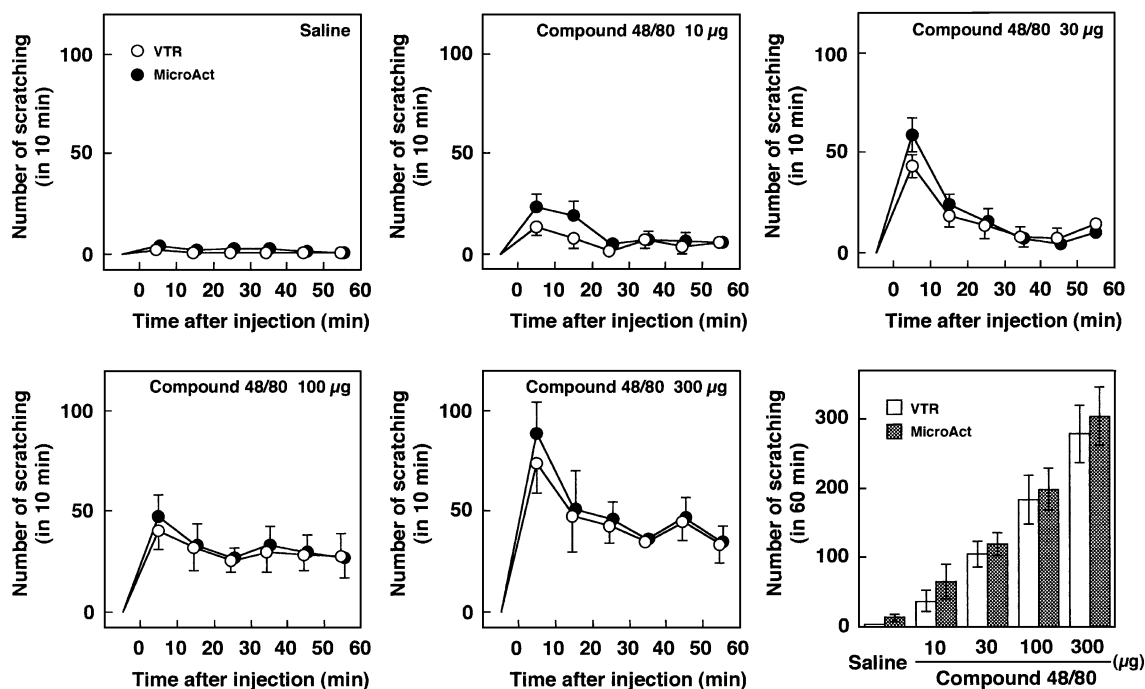 Saline
VTR
MicroAct
100
50
0
Number of scratching
(in 10 min)
0 10 20 30 40 50 60
Time after injection (min)
Compound 48/80 10 µg
100
50
0
Number of scratching
(in 10 min)
0 10 20 30 40 50 60
Time after injection (min)
Compound 48/80 30 µg
100
50
0
Number of scratching
(in 10 min)
0 10 20 30 40 50 60
Time after injection (min)
Compound 48/80 100 µg
100
50
0
Number of scratching
(in 10 min)
0 10 20 30 40 50 60
Time after injection (min)
Compound 48/80 300 µg
100
50
0
Number of scratching
(in 10 min)
0 10 20 30 40 50 60
Time after injection (min)
VTR
MicroAct
300
200
100
0
Number of scratching
(in 60 min)
10 30 100 300 (µg)
Saline
Compound 48/80